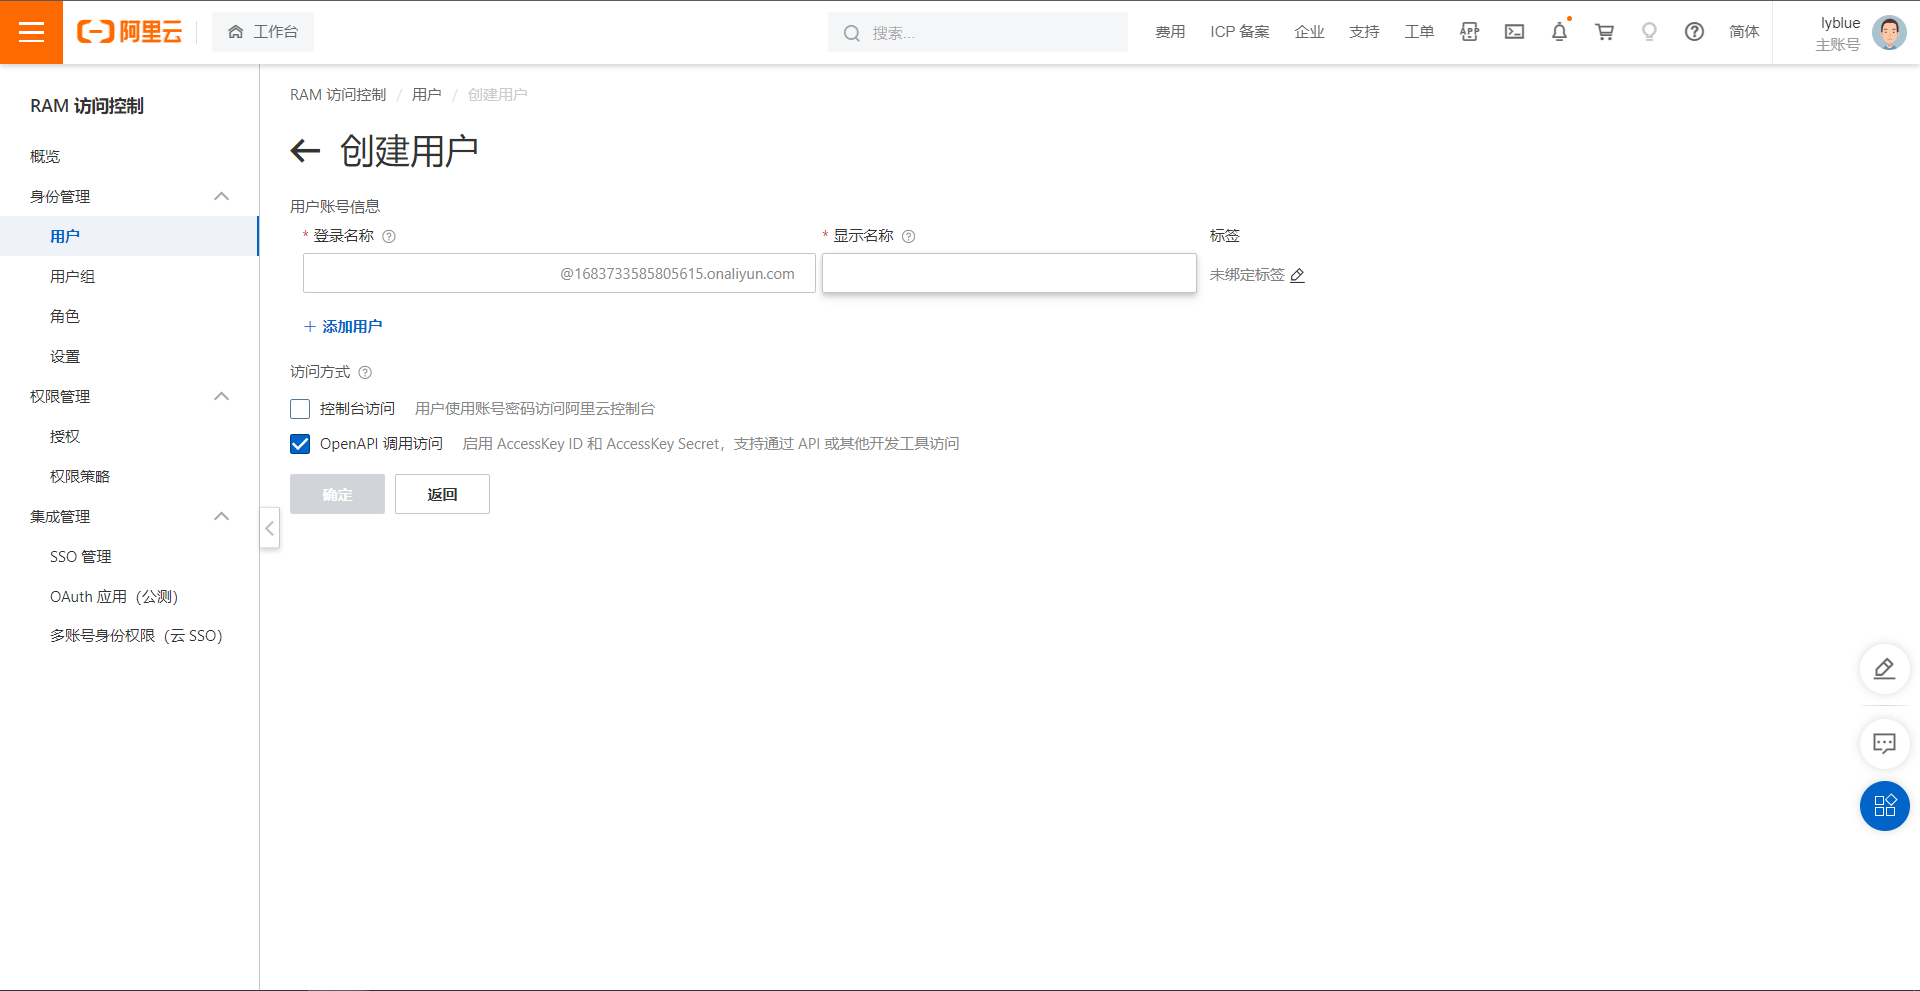 阿里云
工作台
搜索...
费用
ICP 备案
企业
支持
工单
APP
简体
lyblue
主账号
RAM 访问控制
概览
身份管理
用户
用户组
角色
设置
权限管理
授权
权限策略
集成管理
SSO 管理
OAuth 应用（公测）
多账号身份权限（云 SSO）
RAM 访问控制 / 用户 / 创建用户
创建用户
用户账号信息
* 登录名称
* 显示名称
标签
@1683733585805615.onaliyun.com
未绑定标签
+ 添加用户
访问方式
控制台访问 用户使用账号密码访问阿里云控制台
OpenAPI 调用访问 启用 AccessKey ID 和 AccessKey Secret，支持通过 API 或其他开发工具访问
确定
返回